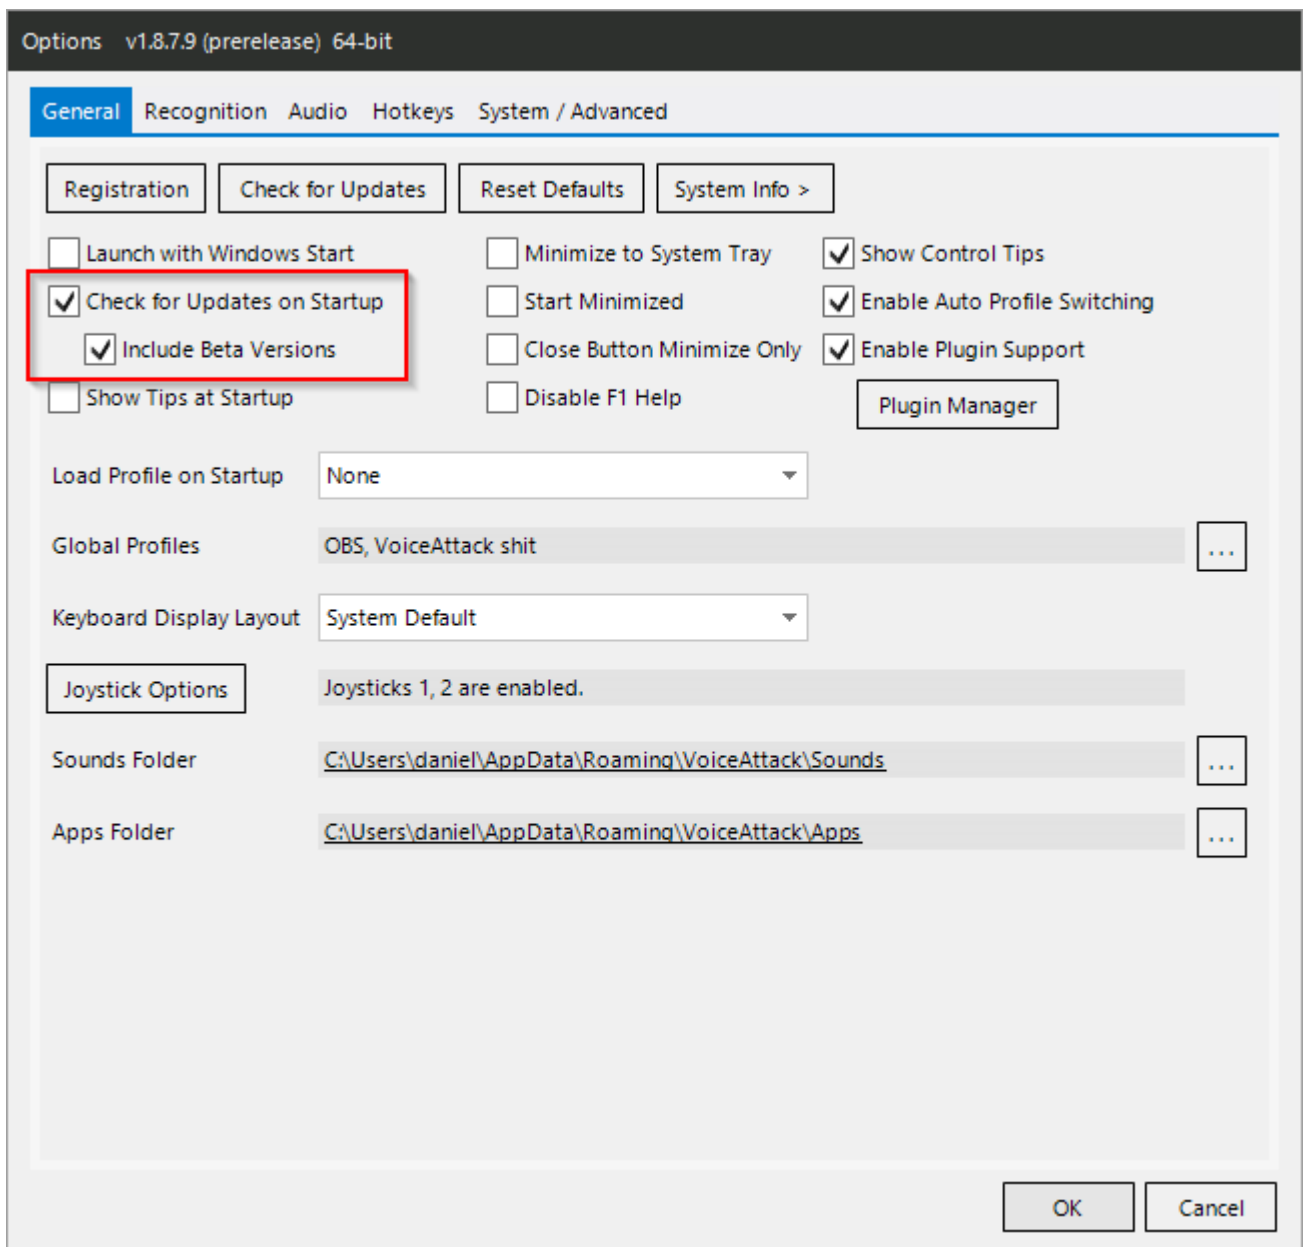 Options v1.8.7.9 (prerelease) 64-bit
General Recognition Audio Hotkeys System / Advanced
Registration Check for Updates Reset Defaults System Info >
Launch with Windows Start Minimize to System Tray Show Control Tips
Check for Updates on Startup Start Minimized Enable Auto Profile Switching
Include Beta Versions Close Button Minimize Only Enable Plugin Support
Show Tips at Startup Disable F1 Help Plugin Manager
Load Profile on Startup None
Global Profiles OBS, VoiceAttack shit ...
Keyboard Display Layout System Default
Joystick Options Joysticks 1, 2 are enabled.
Sounds Folder C:\Users\daniel\AppData\Roaming\VoiceAttack\Sounds ...
Apps Folder C:\Users\daniel\AppData\Roaming\VoiceAttack\Apps ...
OK Cancel